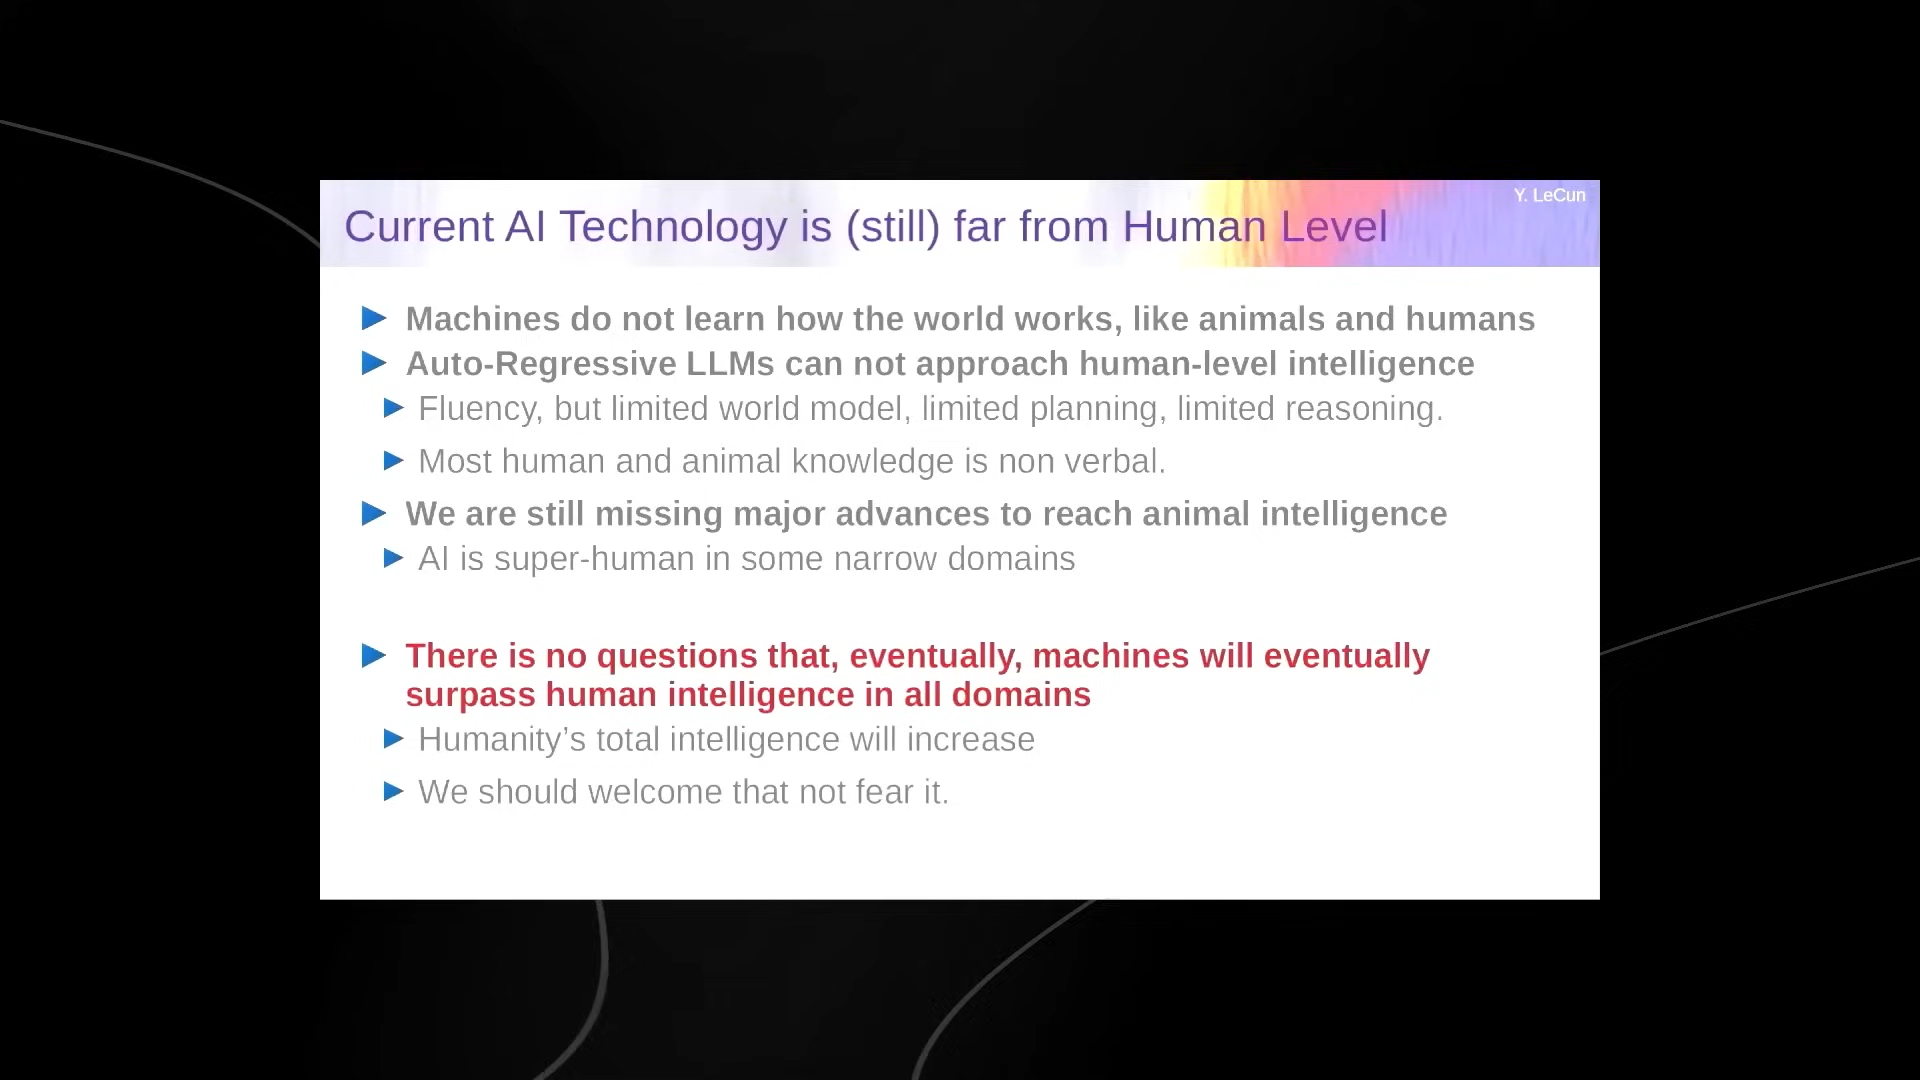 Y. LeCun
Current AI Technology is (still) far from Human Level
Machines do not learn how the world works, like animals and humans
Auto-Regressive LLMs can not approach human-level intelligence
Fluency, but limited world model, limited planning, limited reasoning.
Most human and animal knowledge is non verbal.
We are still missing major advances to reach animal intelligence
AI is super-human in some narrow domains
There is no questions that, eventually, machines will eventually
surpass human intelligence in all domains
Humanity’s total intelligence will increase
We should welcome that not fear it.